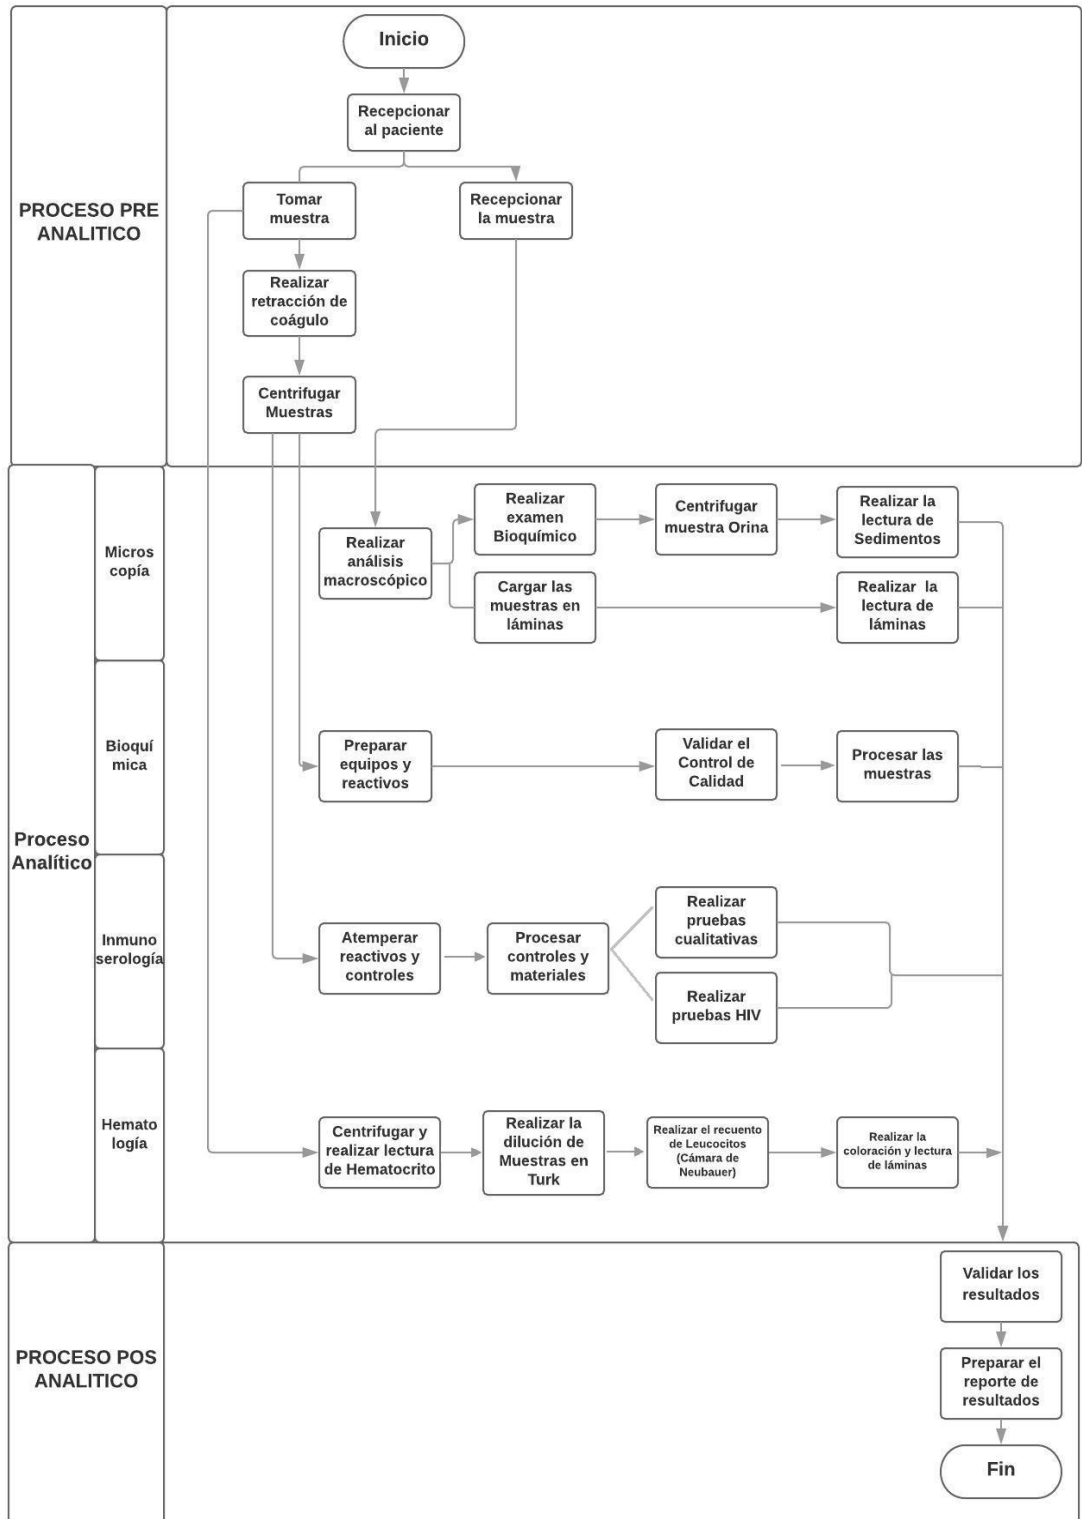 PROCESO PRE
ANALITICO
Inicio
Recepcionar
al paciente
Tomar
muestra
Recepcionar
la muestra
Realizar
retracción de
coágulo
Centrifugar
Muestras
Proceso
Analítico
Micros
copía
Realizar
análisis
macroscópico
Realizar
examen
Bioquímico
Centrifugar
muestra Orina
Realizar la
lectura de
Sedimentos
Cargar las
muestras en
láminas
Realizar la
lectura de
láminas
Bioquí
mica
Preparar
equipos y
reactivos
Validar el
Control de
Calidad
Procesar las
muestras
Inmuno
serología
Atemperar
reactivos y
controles
Procesar
controles y
materiales
Realizar
pruebas
cualitativas
Realizar
pruebas HIV
Hemato
logía
Centrifugar y
realizar lectura
de Hematocrito
Realizar la
dilución de
Muestras en
Turk
Realizar el recuento
de Leucocitos
(Cámara de
Neubauer)
Realizar la
coloración y lectura
de láminas
PROCESO POS
ANALITICO
Validar los
resultados
Preparar el
reporte de
resultados
Fin